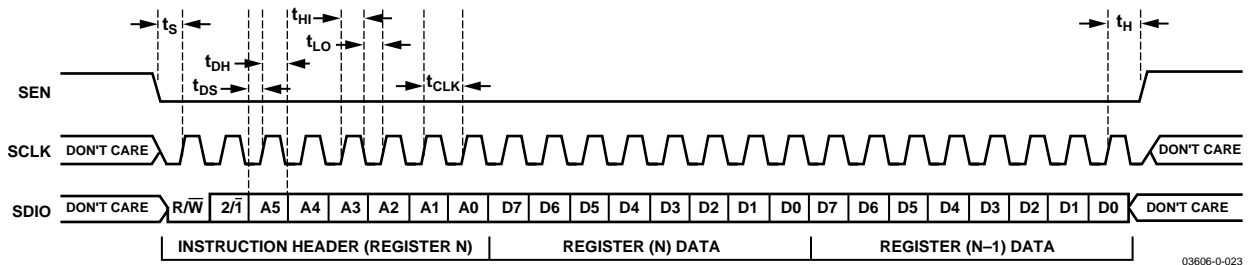 tS tHI tH
tLO
tDH
tCLK
tDS
SEN
SCLK DON'T CARE DON'T CARE
SDIO DON'T CARE R/W̅ 2/1̅ A5 A4 A3 A2 A1 A0 D7 D6 D5 D4 D3 D2 D1 D0 D7 D6 D5 D4 D3 D2 D1 D0 DON'T CARE
INSTRUCTION HEADER (REGISTER N) REGISTER (N) DATA REGISTER (N–1) DATA
03606-0-023